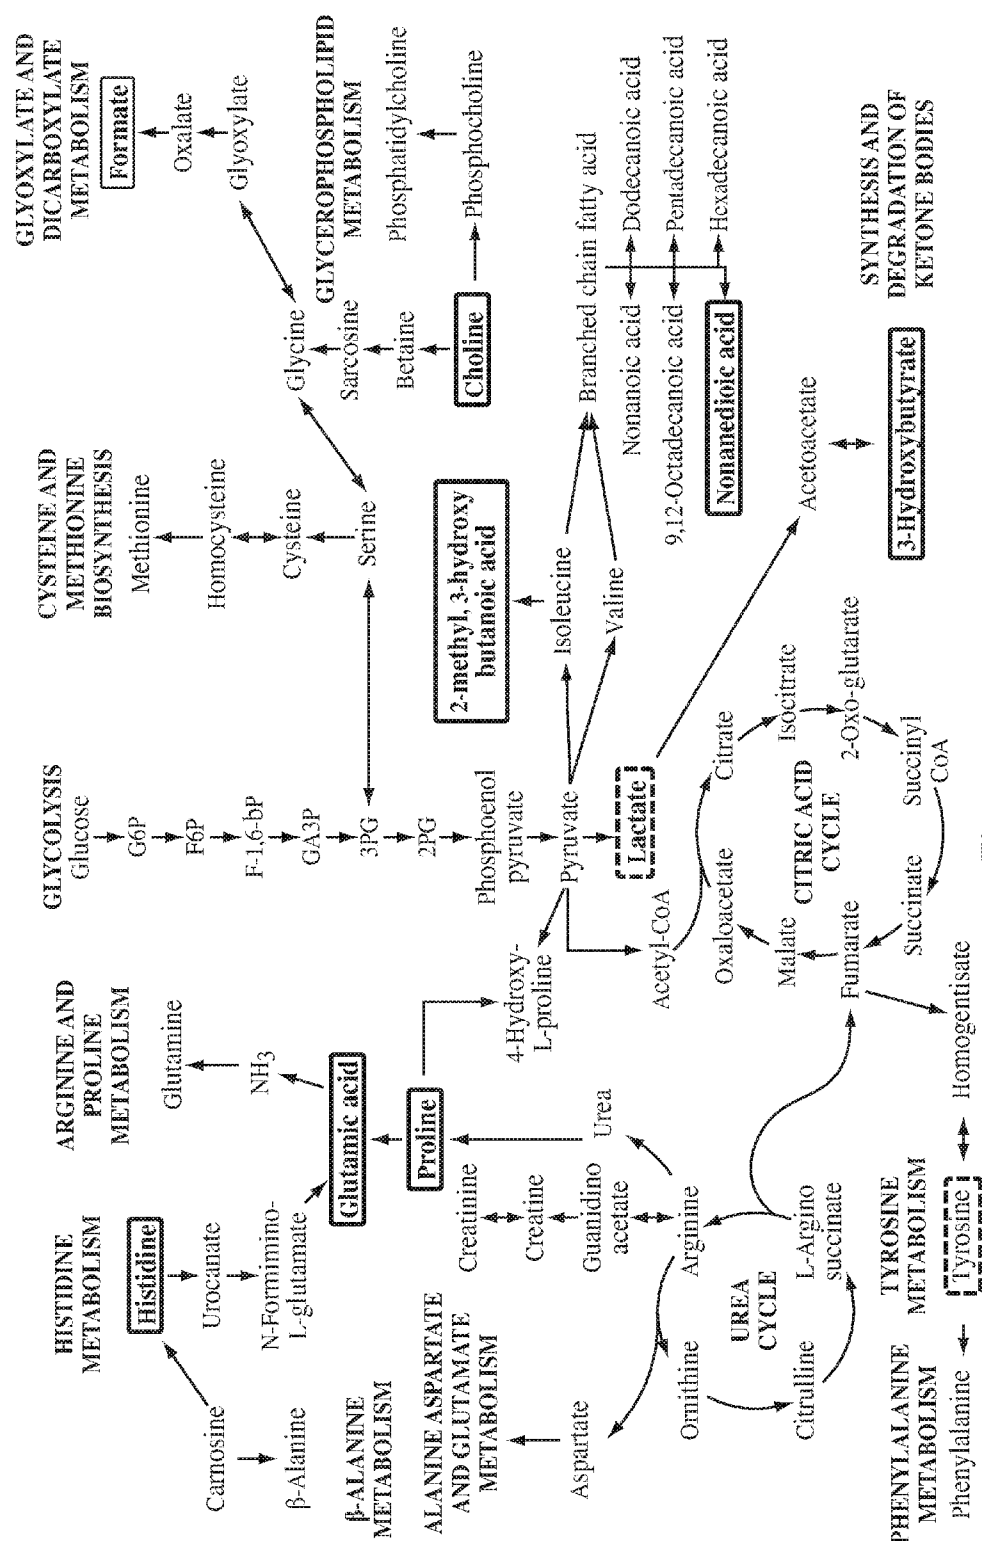 HISTIDINE
METABOLISM
Carnosine
Histidine
β-Alanine
Urocanate
N-Formimino-
L-glutamate
β-ALANINE
METABOLISM
ARGININE AND
PROLINE
METABOLISM
Glutamine
NH3
Glutamic acid
Proline
ALANINE ASPARTATE
AND GLUTAMATE
METABOLISM
Aspartate
Creatinine
Creatine
Guanidino
acetate
Arginine
Urea
Ornithine
UREA
CYCLE
Citrulline
L-Argino
succinate
PHENYLALANINE
METABOLISM
Phenylalanine
TYROSINE
METABOLISM
Tyrosine
Homogentisate
GLYCOLYSIS
Glucose
G6P
F6P
F-1,6-bP
GA3P
3PG
2PG
Phosphoenol
pyruvate
Pyruvate
Lactate
4-Hydroxy-
L-proline
Acetyl-CoA
Oxaloacetate
Citrate
Malate
CITRIC ACID
CYCLE
Isocitrate
Fumarate
2-Oxo-glutarate
Succinate
Succinyl
CoA
CYSTEINE AND
METHIONINE
BIOSYNTHESIS
Methionine
Homocysteine
Cysteine
Serine
2-methyl, 3-hydroxy
butanoic acid
Isoleucine
Valine
GLYOXYLATE AND
DICARBOXYLATE
METABOLISM
Formate
Oxalate
Glyoxylate
Glycine
Sarcosine
Betaine
Choline
GLYCEROPHOSPHOLIPID
METABOLISM
Phosphatidylcholine
Phosphocholine
Branched chain fatty acid
Nonanoic acid
Dodecanoic acid
9,12-Octadecanoic acid
Pentadecanoic acid
Nonanedioic acid
Hexadecanoic acid
Acetoacetate
3-Hydroxybutyrate
SYNTHESIS AND
DEGRADATION OF
KETONE BODIES